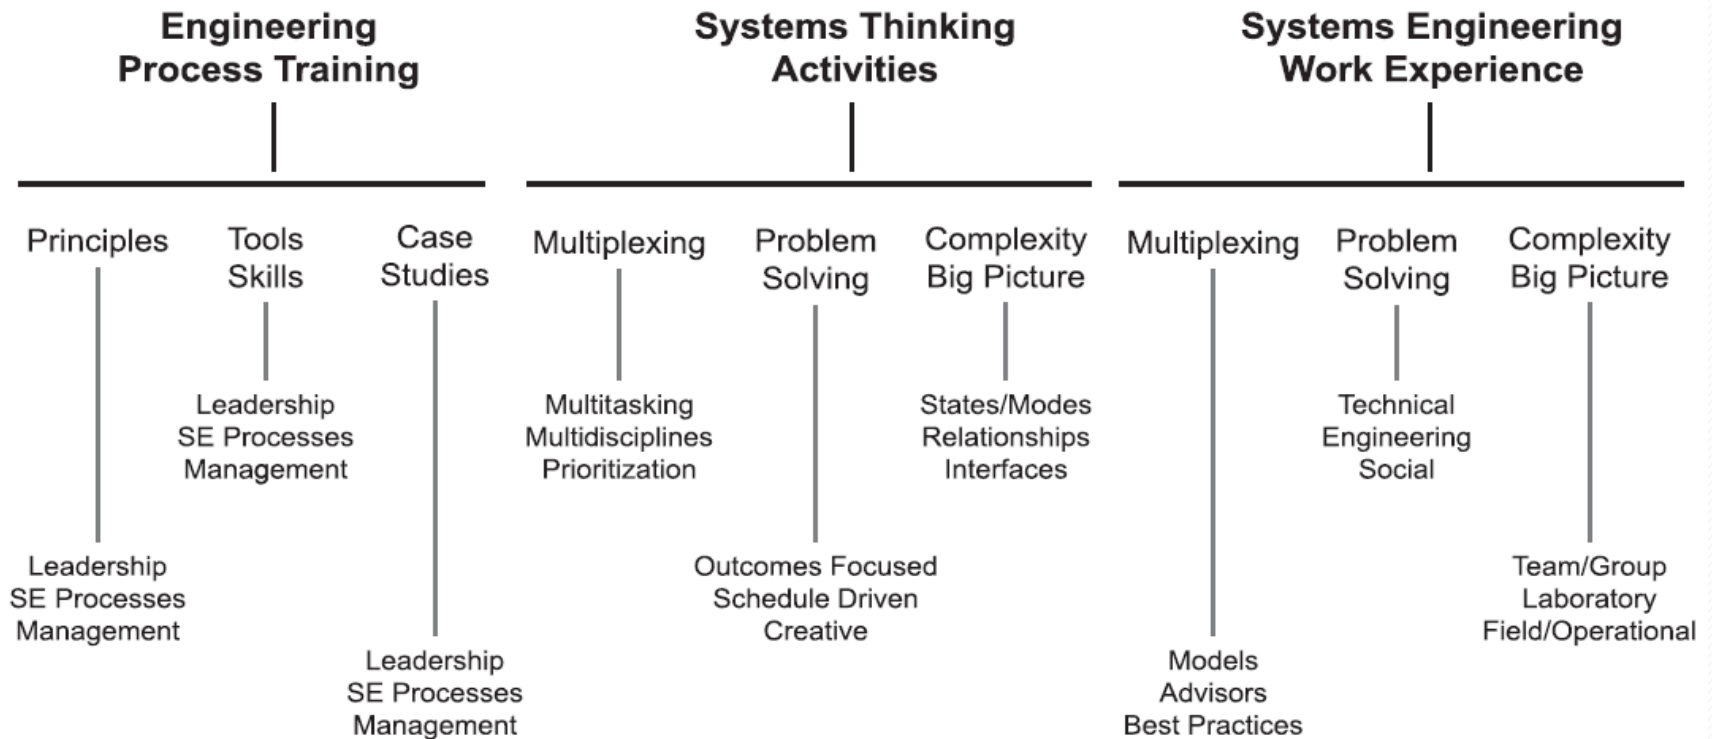 Engineering
Process Training
Principles
Leadership
SE Processes
Management
Tools
Skills
Leadership
SE Processes
Management
Case
Studies
Leadership
SE Processes
Management
Systems Thinking
Activities
Multiplexing
Multitasking
Multidisciplines
Prioritization
Problem
Solving
Outcomes Focused
Schedule Driven
Creative
Complexity
Big Picture
States/Modes
Relationships
Interfaces
Systems Engineering
Work Experience
Multiplexing
Models
Advisors
Best Practices
Problem
Solving
Technical
Engineering
Social
Complexity
Big Picture
Team/Group
Laboratory
Field/Operational